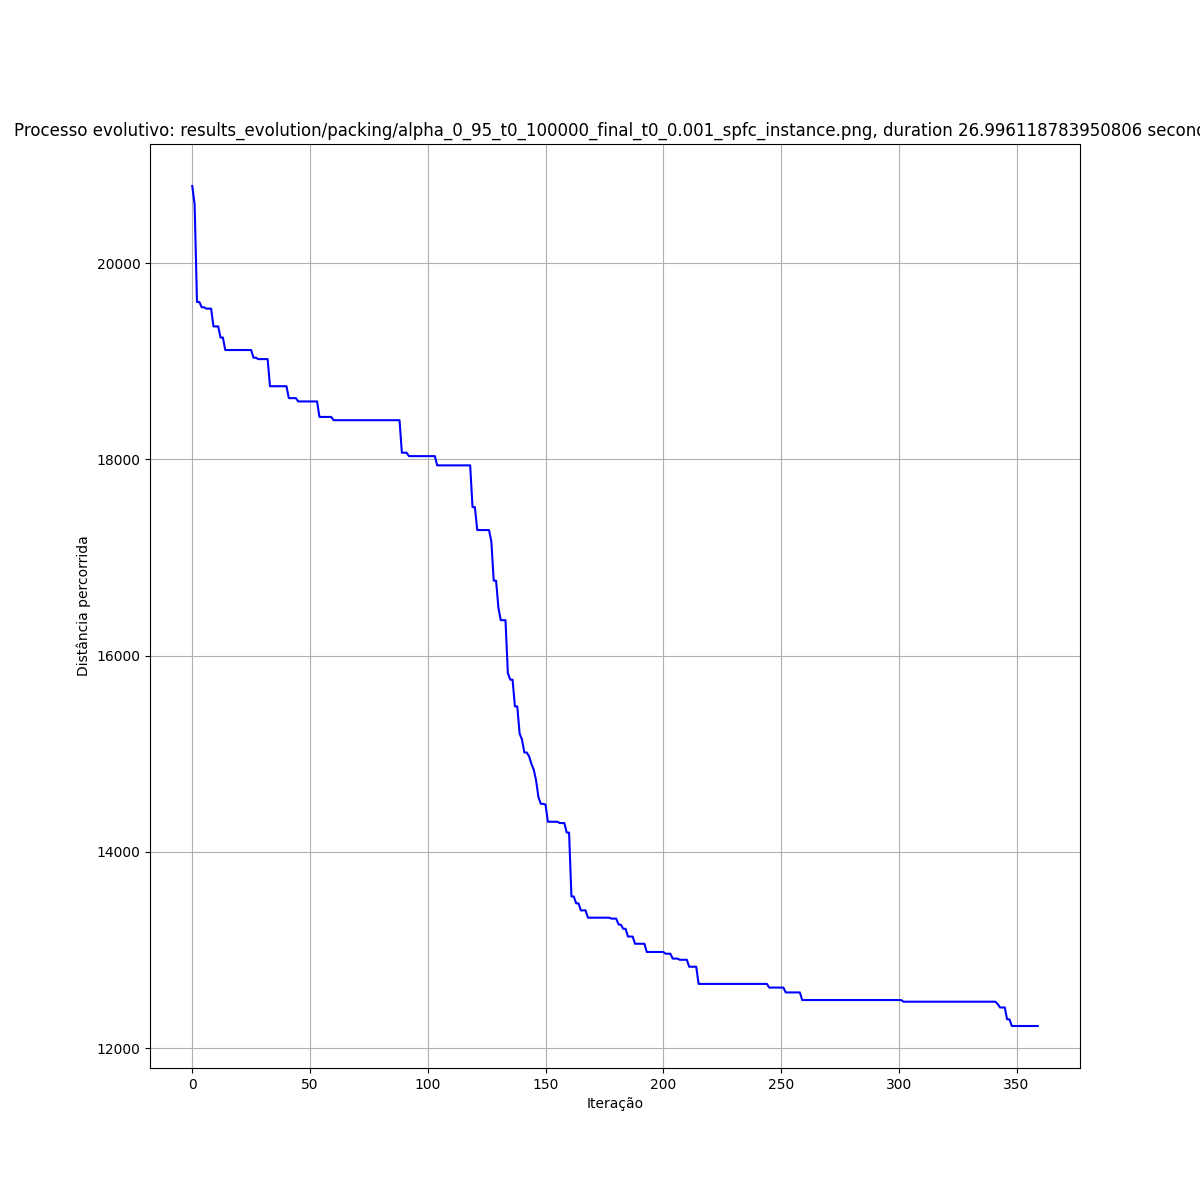 Processo evolutivo: results_evolution/packing/alpha_0_95_t0_100000_final_t0_0.001_spfc_instance.png, duration 26.996118783950806
20000
18000
16000
14000
12000
Distância percorrida
0 50 100 150 200 250 300 350
Iteração